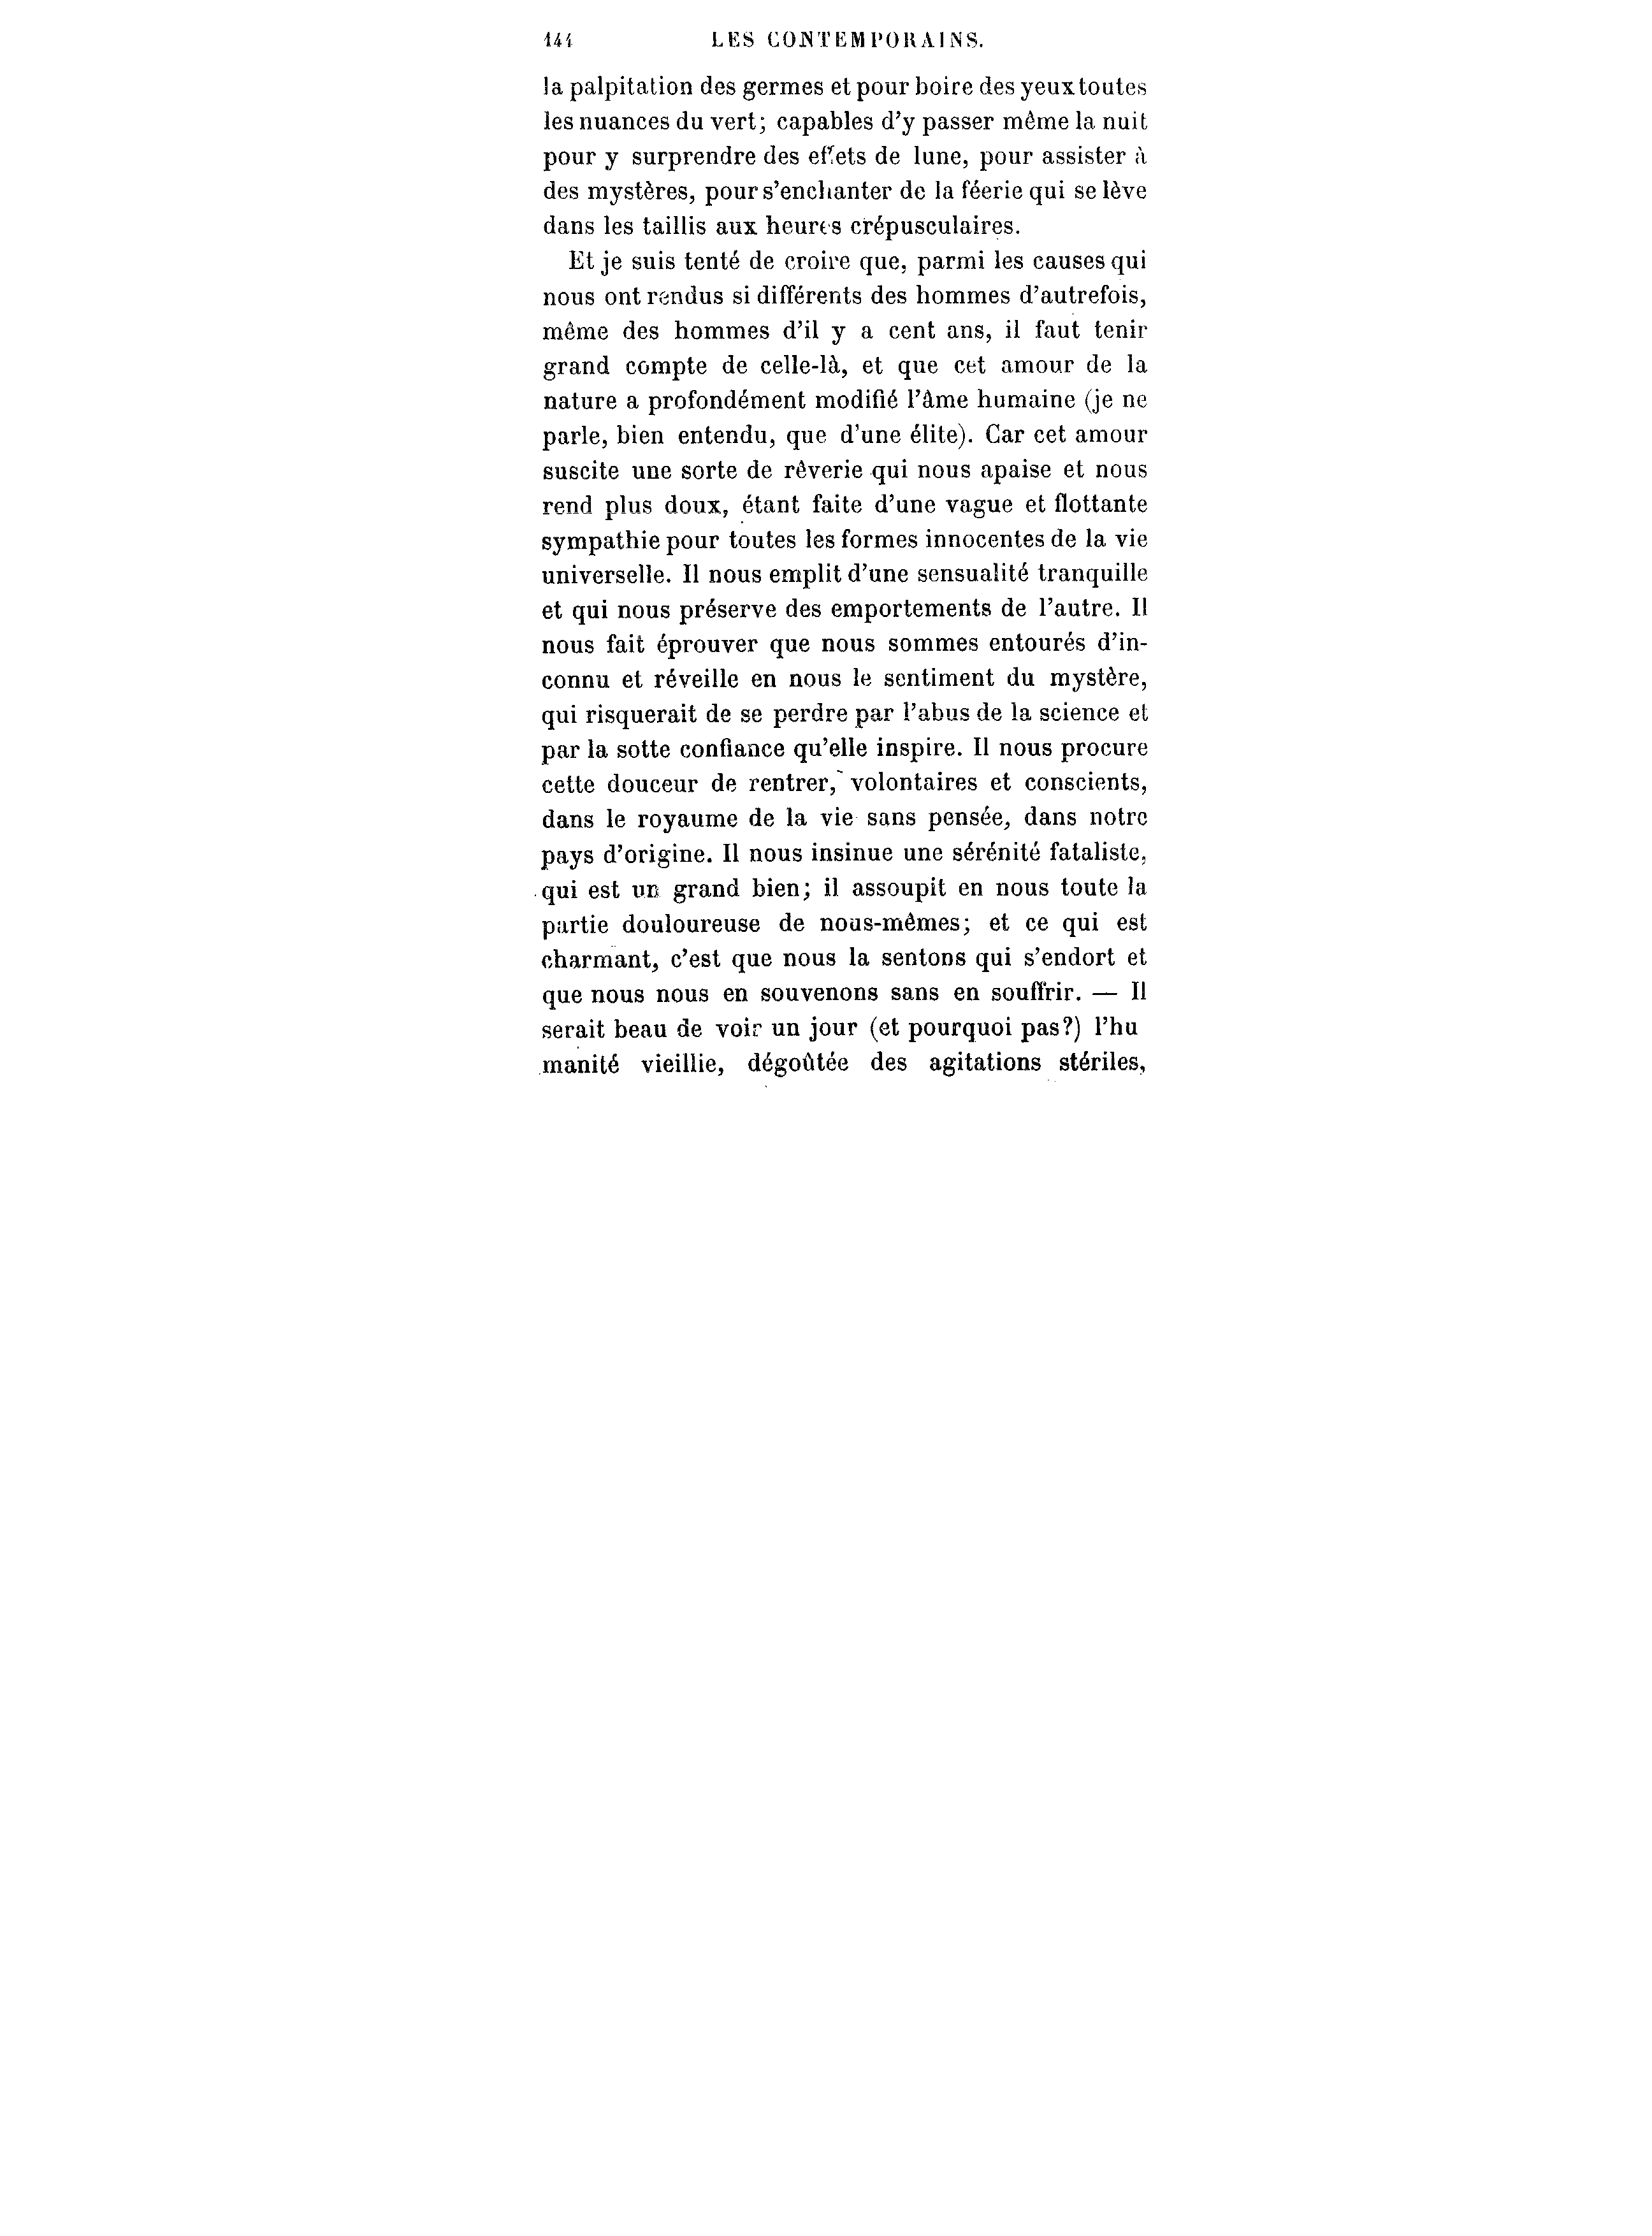 144 LES CONTEMPORAINS.
la palpitation des germes et pour boire des yeux toutes
les nuances du vert; capables d'y passer même la nuit
pour y surprendre des effets de lune, pour assister à
des mystères, pour s'enchanter de la féerie qui se lève
dans les taillis aux heures crépusculaires.
Et je suis tenté de croire que, parmi les causes qui
nous ont rendus si différents des hommes d'autrefois,
même des hommes d'il y a cent ans, il faut tenir
grand compte de celle-là, et que cet amour de la
nature a profondément modifié l'âme humaine (je ne
parle, bien entendu, que d'une élite). Car cet amour
suscite une sorte de rêverie qui nous apaise et nous
rend plus doux, étant faite d'une vague et flottante
sympathie pour toutes les formes innocentes de la vie
universelle. Il nous emplit d'une sensualité tranquille
et qui nous préserve des emportements de l'autre. Il
nous fait éprouver que nous sommes entourés d'in-
connu et réveille en nous le sentiment du mystère,
qui risquerait de se perdre par l'abus de la science et
par la sotte confiance qu'elle inspire. Il nous procure
cette douceur de rentrer, volontaires et conscients,
dans le royaume de la vie sans pensée, dans notre
pays d'origine. Il nous insinue une sérénité fataliste,
qui est un grand bien; il assoupit en nous toute la
partie douloureuse de nous-mêmes; et ce qui est
charmant, c'est que nous la sentons qui s'endort et
que nous nous en souvenons sans en souffrir. — Il
serait beau de voir un jour (et pourquoi pas?) l'hu
manité vieillie, dégoûtée des agitations stériles,